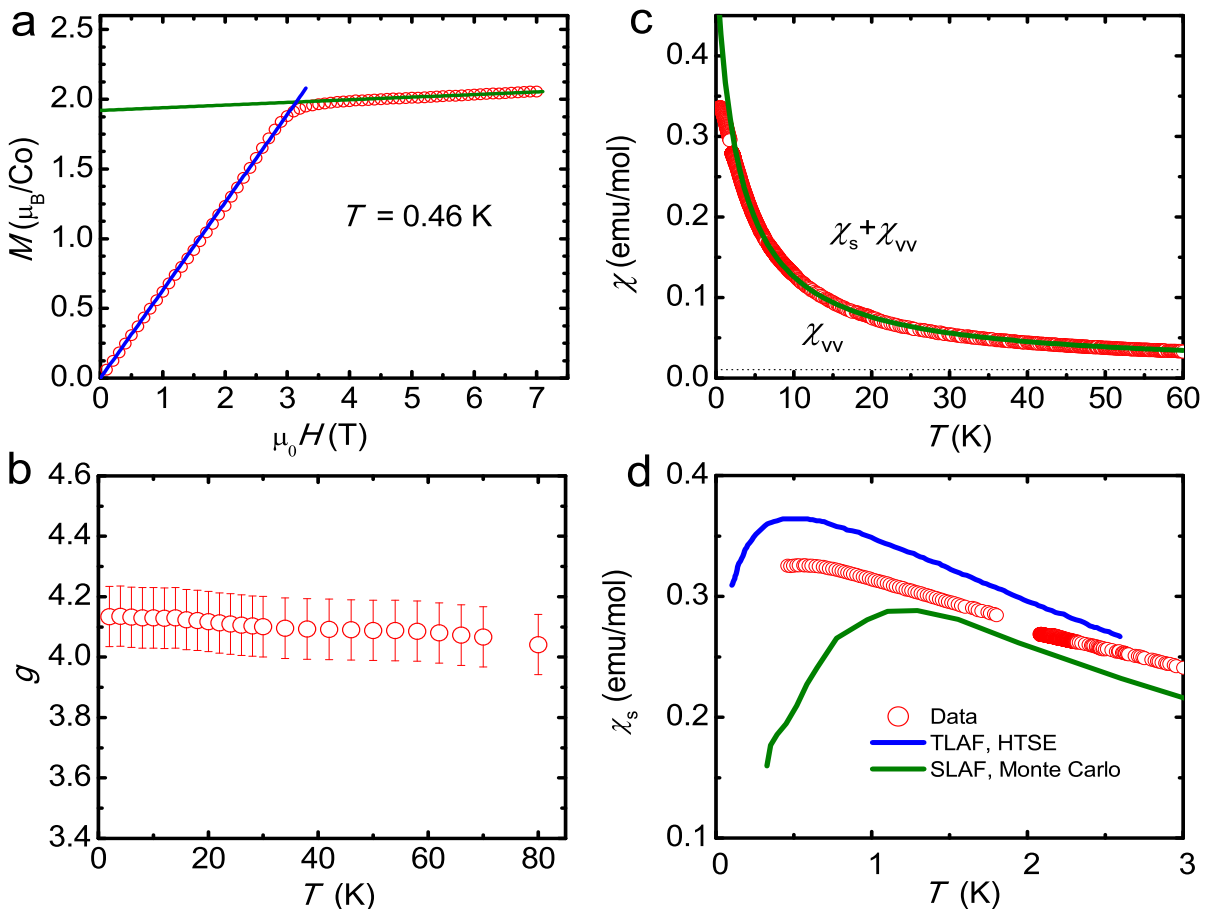 a
2.5
2.0
1.5
1.0
0.5
0.0
M (μB/Co)
T = 0.46 K
0 1 2 3 4 5 6 7
μ0H (T)
b
4.6
4.4
4.2
4.0
3.8
3.6
3.4
g
0 20 40 60 80
T (K)
c
0.4
0.3
0.2
0.1
0.0
χ (emu/mol)
χs+χvv
χvv
0 10 20 30 40 50 60
T (K)
d
0.4
0.3
0.2
0.1
χs (emu/mol)
Data
TLAF, HTSE
SLAF, Monte Carlo
0 1 2 3
T (K)